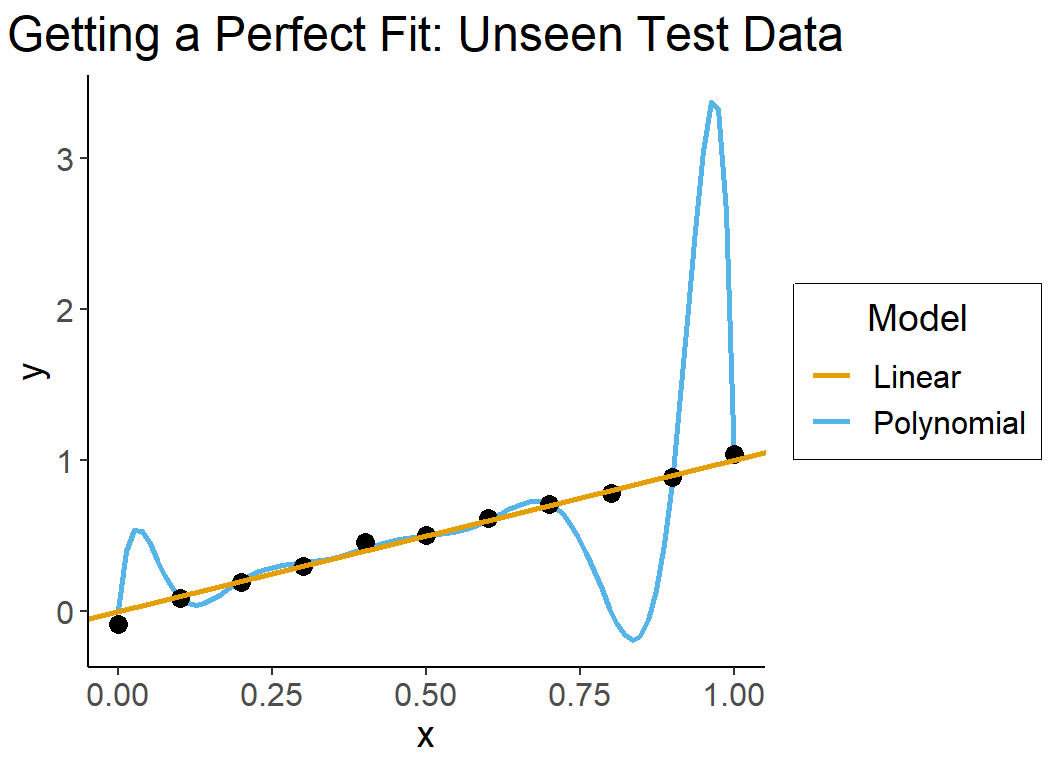 Getting a Perfect Fit: Unseen Test Data
3
2
1
0
y
0.00 0.25 0.50 0.75 1.00
x
Model
Linear
Polynomial